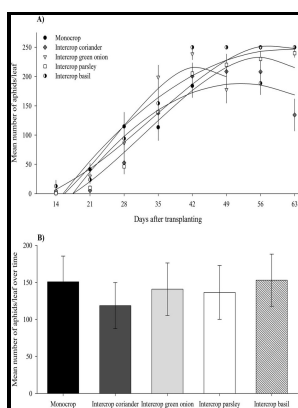 A)
250
200
150
100
50
0
Mean number of aphids/leaf
Monocrop
Intercrop coriander
Intercrop green onion
Intercrop parsley
Intercrop basil
14 21 28 35 42 49 56 63
Days after transplanting
B)
200
150
100
50
0
Mean number of aphids/leaf over time
Monocrop Intercrop coriander Intercrop green onion Intercrop parsley Intercrop basil